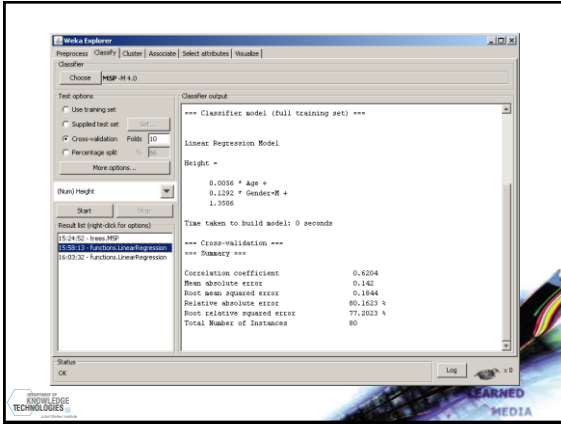 Weka Explorer
Preprocess Classify Cluster Associate Select attributes Visualize
Classifier
Choose M5P -M 4.0
Test options
Use training set
Supplied test set Set...
Cross-validation Folds 10
Percentage split % 66
More options...
(Num) Height
Start Stop
Result list (right-click for options)
15:24:52 - trees.M5P
15:58:13 - functions.LinearRegression
16:03:32 - functions.LinearRegression
Classifier output
=== Classifier model (full training set) ===
Linear Regression Model
Height =
0.0056 * Age +
0.1292 * Gender=M +
1.3506
Time taken to build model: 0 seconds
=== Cross-validation ===
=== Summary ===
Correlation coefficient 0.6204
Mean absolute error 0.142
Root mean squared error 0.1844
Relative absolute error 80.1623 %
Root relative squared error 77.2023 %
Total Number of Instances 80
Status
OK
Log x 0
DEPARTMENT OF
KNOWLEDGE
TECHNOLOGIES
LEARNED
MEDIA